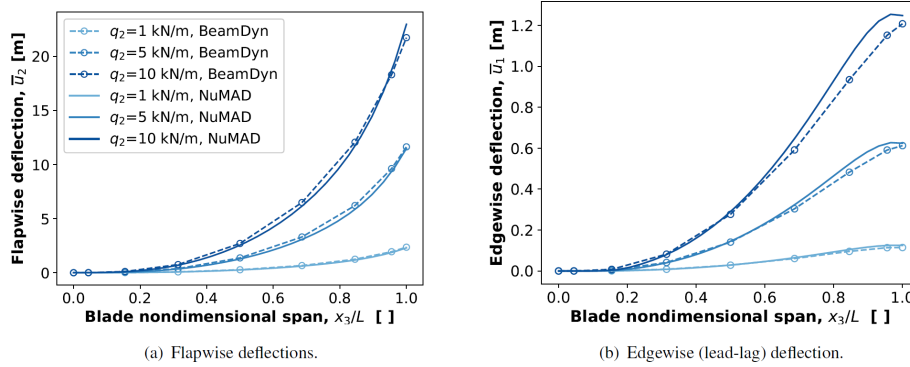 q₂=1 kN/m, BeamDyn
q₂=5 kN/m, BeamDyn
q₂=10 kN/m, BeamDyn
q₂=1 kN/m, NuMAD
q₂=5 kN/m, NuMAD
q₂=10 kN/m, NuMAD
Flapwise deflection, u̅₂ [m]
20
15
10
5
0
0.0 0.2 0.4 0.6 0.8 1.0
Blade nondimensional span, x₃/L [ ]
(a) Flapwise deflections.
Edgewise deflection, u̅₁ [m]
1.2
1.0
0.8
0.6
0.4
0.2
0.0
0.0 0.2 0.4 0.6 0.8 1.0
Blade nondimensional span, x₃/L [ ]
(b) Edgewise (lead-lag) deflection.